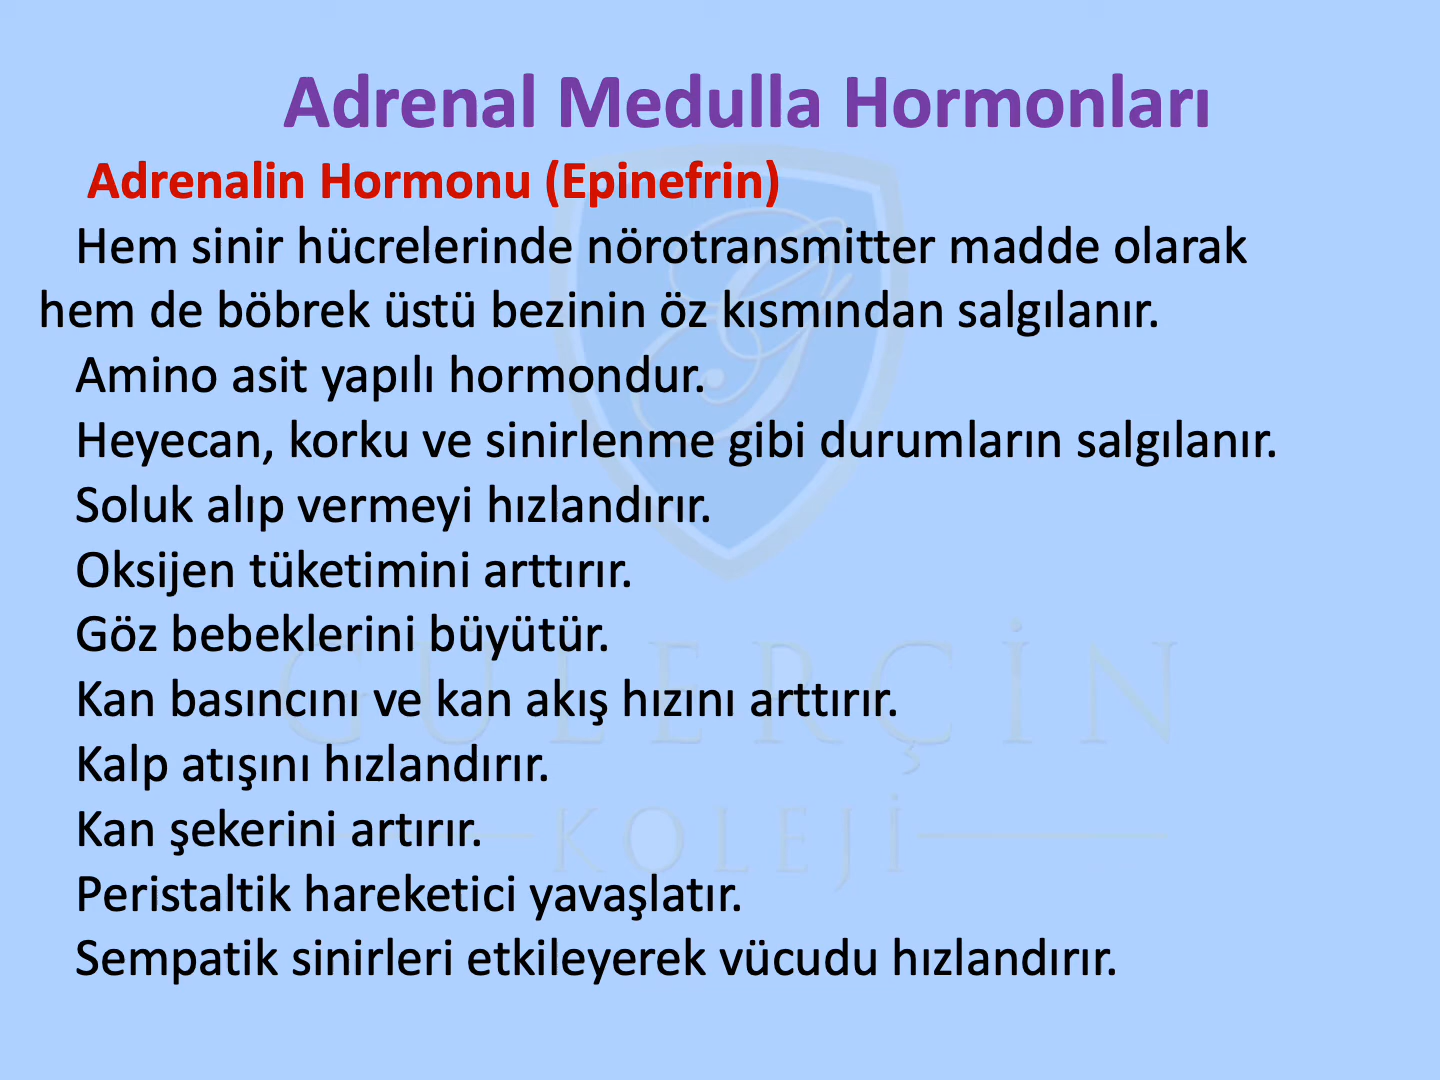 Adrenal Medulla Hormonları
Adrenalin Hormonu (Epinefrin)
Hem sinir hücrelerinde nörotransmitter madde olarak
hem de böbrek üstü bezinin öz kısmından salgılanır.
Amino asit yapılı hormondur.
Heyecan, korku ve sinirlenme gibi durumların salgılanır.
Soluk alıp vermeyi hızlandırır.
Oksijen tüketimini arttırır.
Göz bebeklerini büyütür.
Kan basıncını ve kan akış hızını arttırır.
Kalp atışını hızlandırır.
Kan şekerini artırır.
Peristaltik hareketici yavaşlatır.
Sempatik sinirleri etkileyerek vücudu hızlandırır.
GÜLERÇİN
KOLEJİ